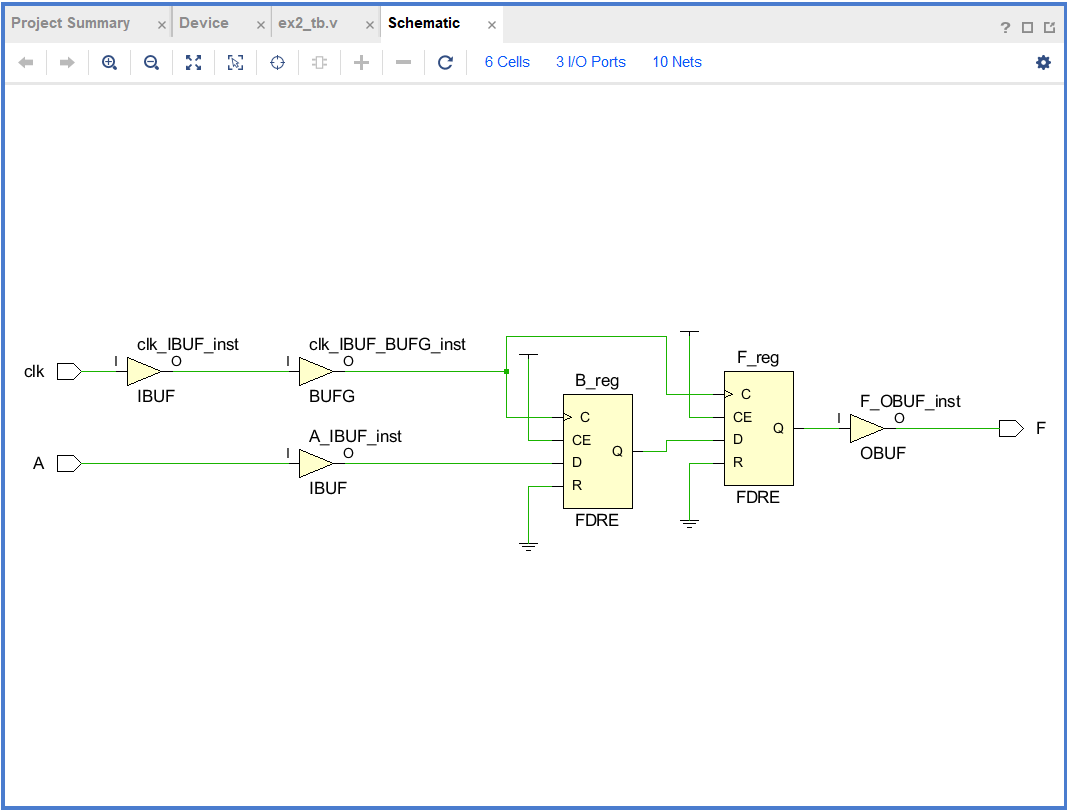 Project Summary × Device × ex2_tb.v × Schematic × ?
6 Cells 3 I/O Ports 10 Nets
clk_IBUF_inst clk_IBUF_BUFG_inst
clk I O I O
IBUF BUFG
A_IBUF_inst
A I O
IBUF
B_reg
C
CE
D Q
R
FDRE
F_reg
C
CE
D Q
R
FDRE
F_OBUF_inst
I O F
OBUF